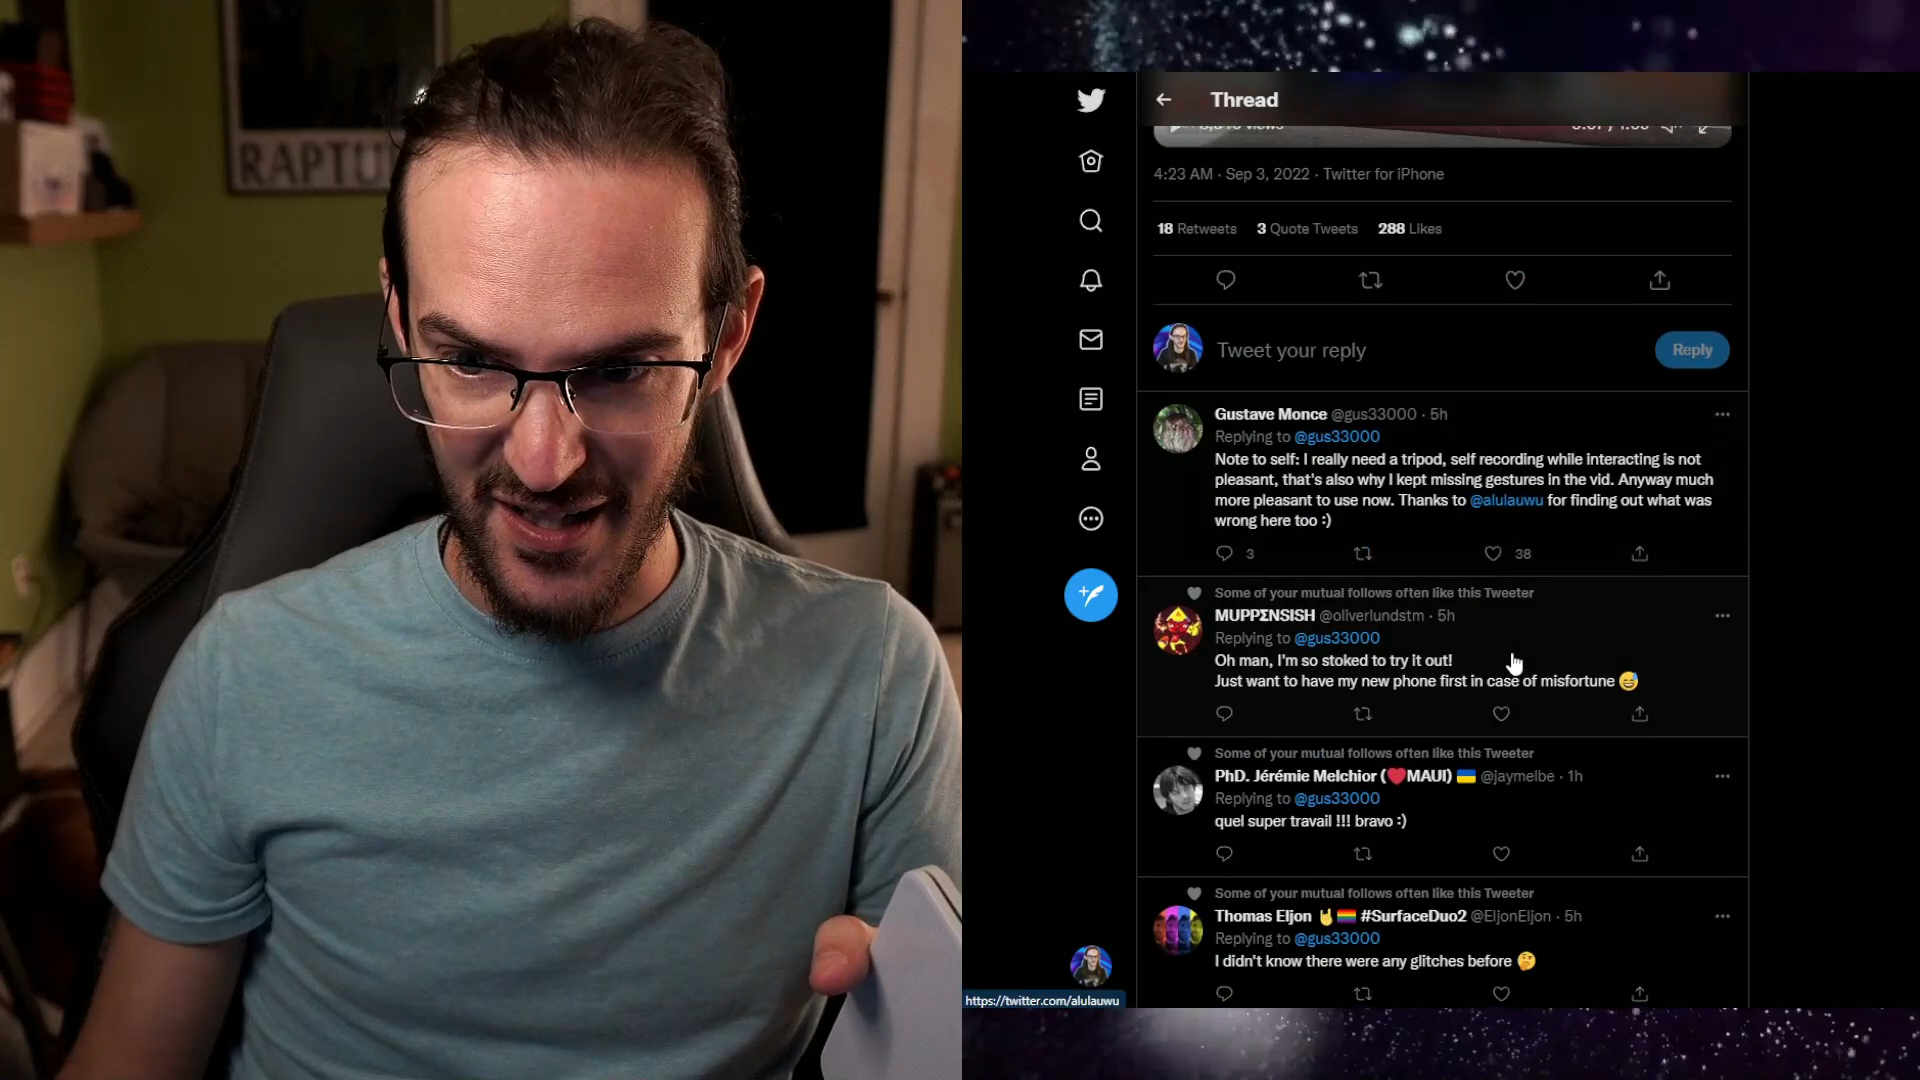 RAPTU
Thread
4:23 AM · Sep 3, 2022 · Twitter for iPhone
18 Retweets 3 Quote Tweets 288 Likes
Tweet your reply
Reply
Gustave Monce @gus33000 · 5h
Replying to @gus33000
Note to self: I really need a tripod, self recording while interacting is not
pleasant, that's also why I kept missing gestures in the vid. Anyway much
more pleasant to use now. Thanks to @alulauwu for finding out what was
wrong here too :)
3 38
Some of your mutual follows often like this Tweeter
MUPPΣNSISH @oliverlundstm · 5h
Replying to @gus33000
Oh man, I'm so stoked to try it out!
Just want to have my new phone first in case of misfortune 😅
Some of your mutual follows often like this Tweeter
PhD. Jérémie Melchior (❤️MAUI) 🇺🇦 @jaymelbe · 1h
Replying to @gus33000
quel super travail !!! bravo :)
Some of your mutual follows often like this Tweeter
Thomas Eljon 🤘🏳️‍🌈 #SurfaceDuo2 @EljonEljon · 5h
Replying to @gus33000
I didn't know there were any glitches before 🤔
https://twitter.com/alulauwu